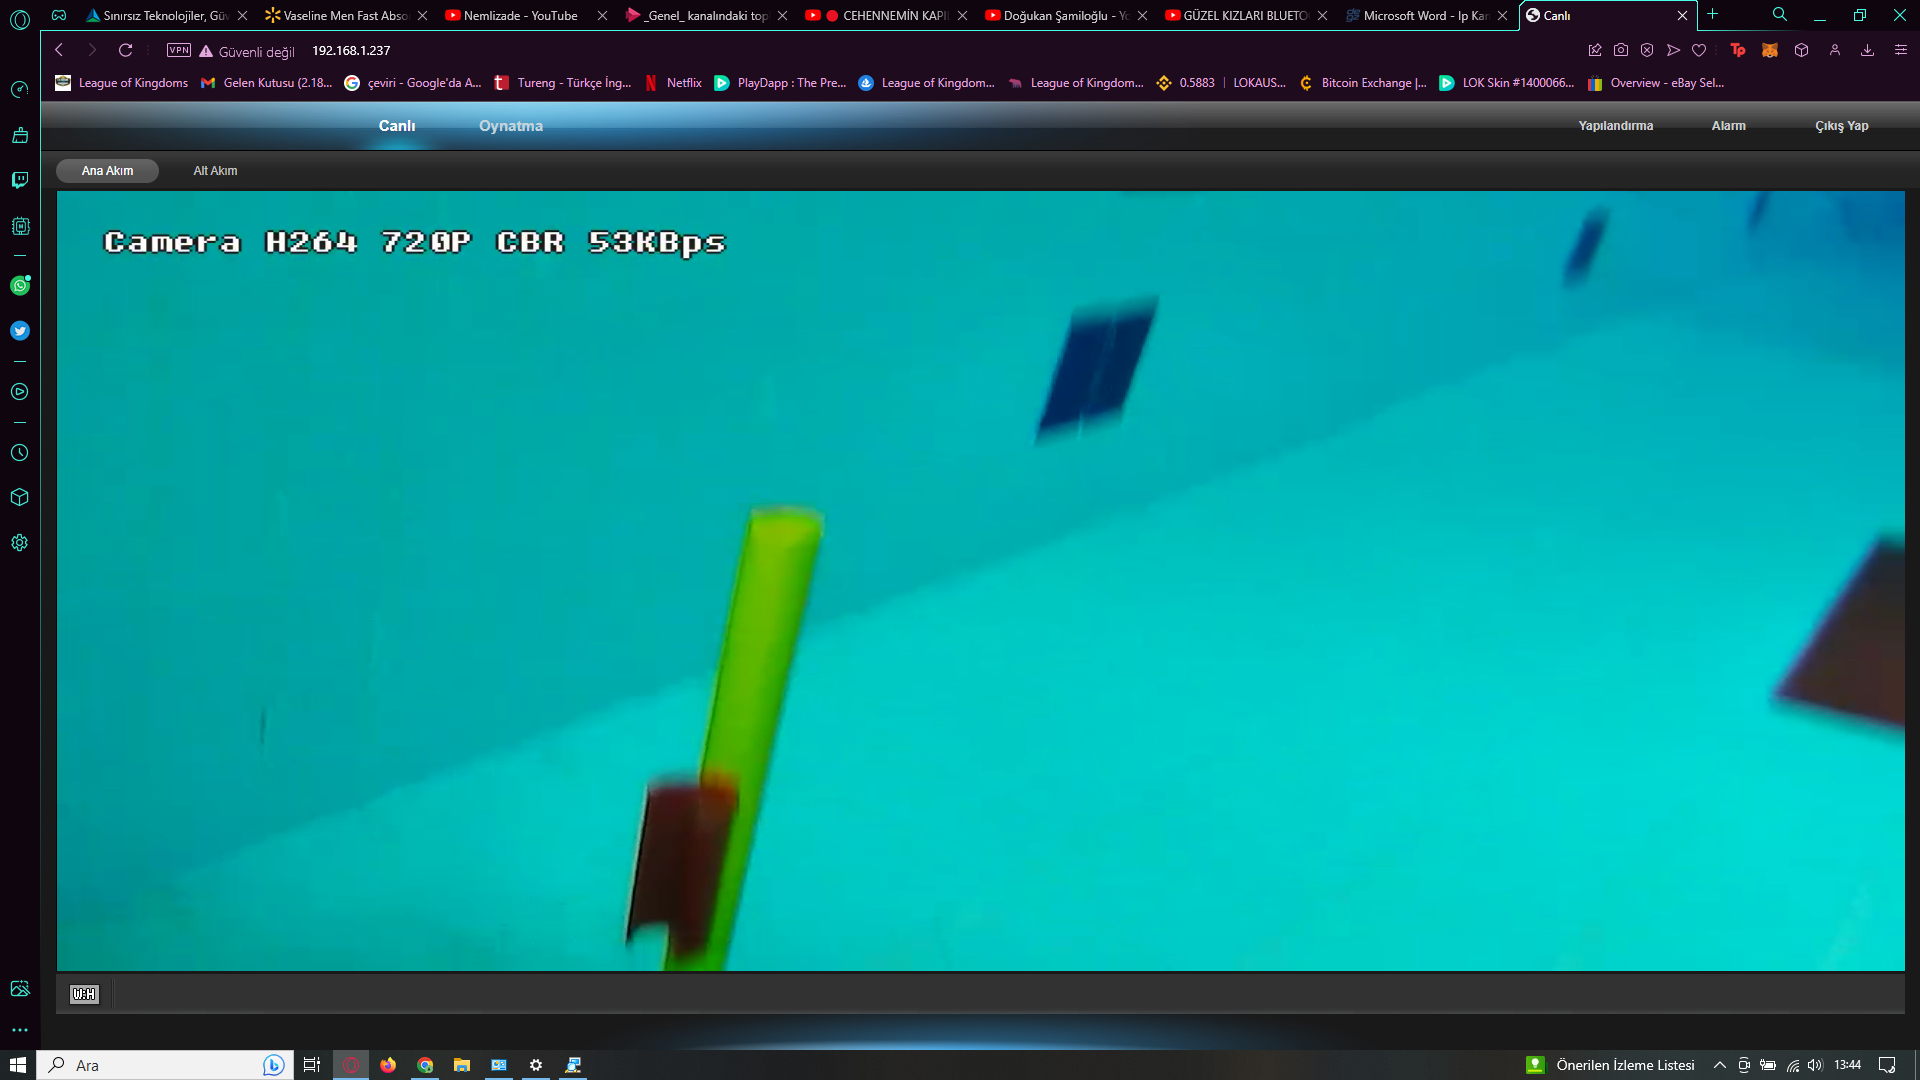 Sınırsız Teknolojiler, Güv
Vaseline Men Fast Abso
Nemlizade - YouTube
_Genel_ kanalındaki top
CEHENNEMİN KAPI
Doğukan Şamiloğlu - Yo
GÜZEL KIZLARI BLUETO
Microsoft Word - Ip Kam
Canlı
VPN
Güvenli değil
192.168.1.237
League of Kingdoms
Gelen Kutusu (2.18...
çeviri - Google'da A...
Tureng - Türkçe İng...
Netflix
PlayDapp : The Pre...
League of Kingdom...
League of Kingdom...
0.5883 | LOKAUS...
Bitcoin Exchange |...
LOK Skin #1400066...
Overview - eBay Sel...
Canlı
Oynatma
Yapılandırma
Alarm
Çıkış Yap
Ana Akım
Alt Akım
Camera H264 720P CBR 53KBps
W:H
Ara
Önerilen İzleme Listesi
13:44